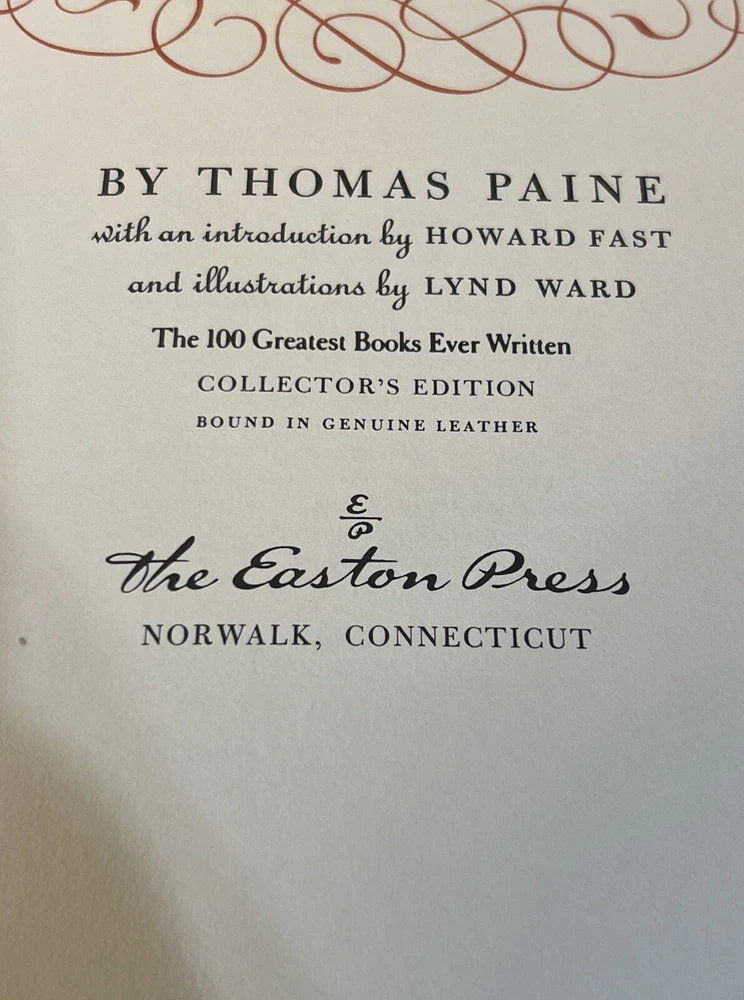 BY THOMAS PAINE
with an introduction by HOWARD FAST
and illustrations by LYND WARD
The 100 Greatest Books Ever Written
COLLECTOR'S EDITION
BOUND IN GENUINE LEATHER
E
P
The Easton Press
NORWALK, CONNECTICUT